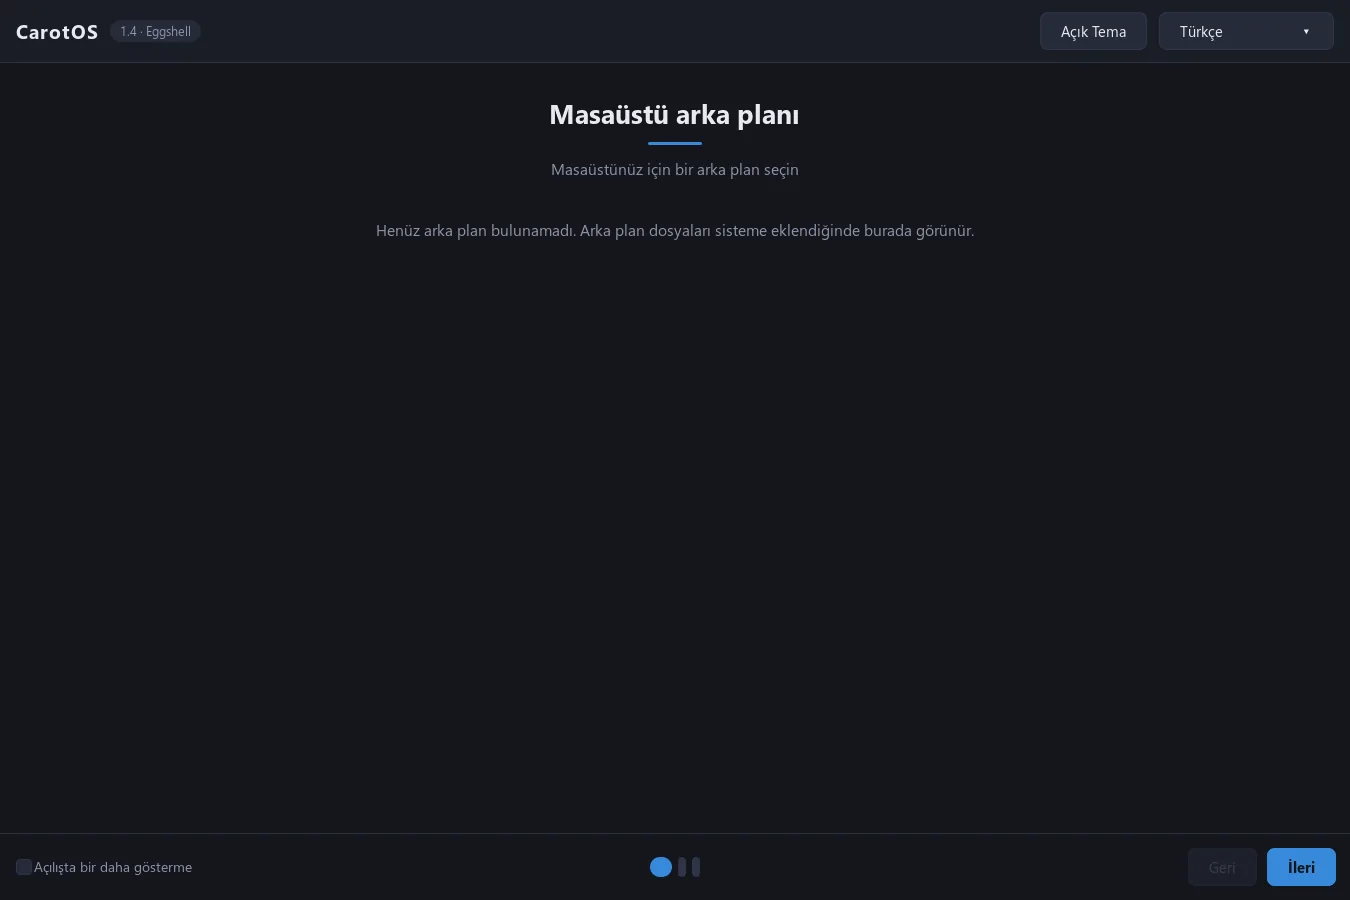 CarotOS
1.4 · Eggshell
Açık Tema
Türkçe
Masaüstü arka planı
Masaüstünüz için bir arka plan seçin
Henüz arka plan bulunamadı. Arka plan dosyaları sisteme eklendiğinde burada görünür.
Açılışta bir daha gösterme
Geri
İleri